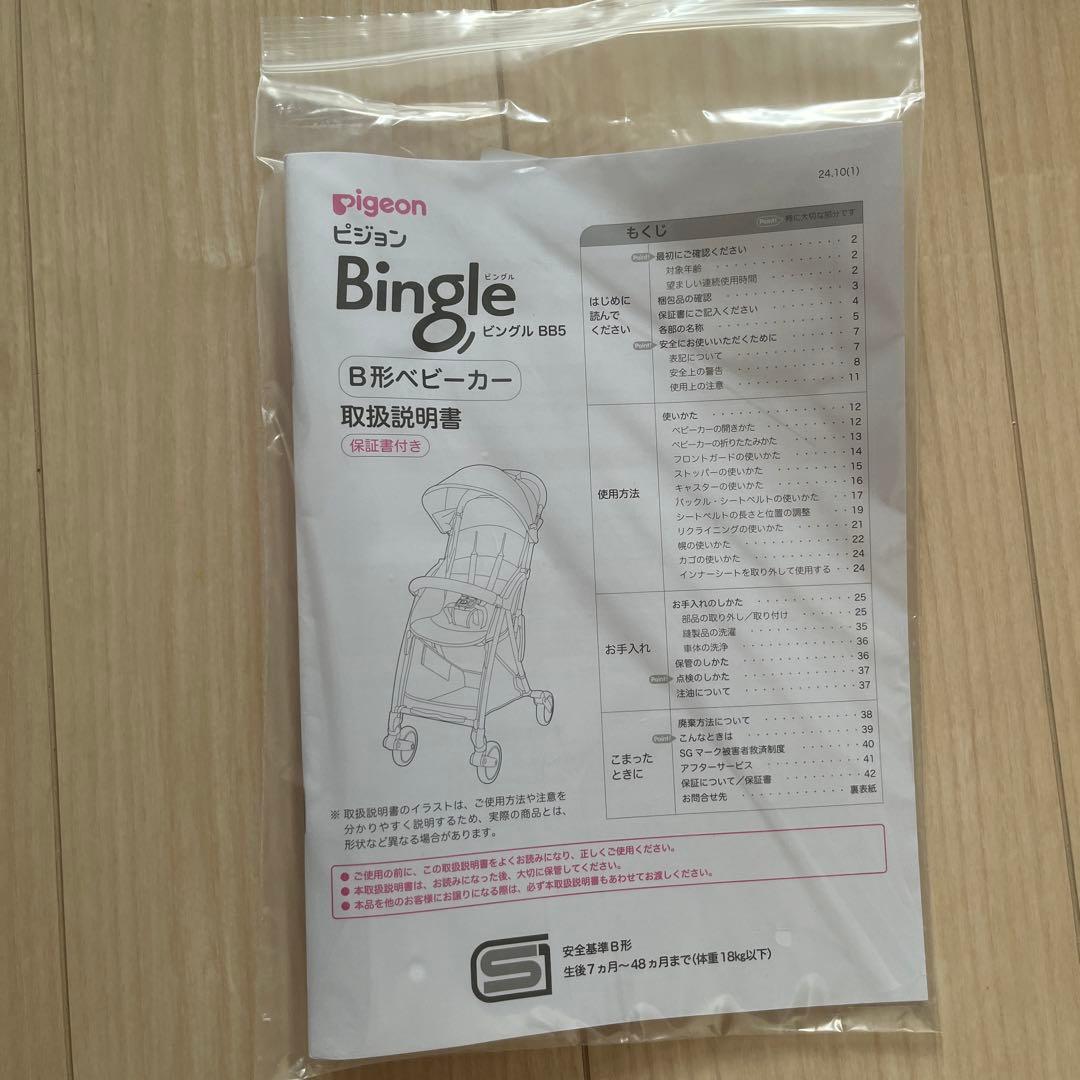 24.10(1)
Pigeon
ピジョン
Bingle
ビングル
ビングル BB5
B形ベビーカー
取扱説明書
保証書付き
もくじ
Point! 特に大切な部分です
はじめに
読んで
ください
Point! 最初にご確認ください ・・・・・・・・・ 2
対象年齢 ・・・・・・・・・ 2
望ましい連続使用時間 ・・・・・・・・・ 2
梱包品の確認 ・・・・・・・・・ 3
保証書にご記入ください ・・・・・・・・・ 4
各部の名称 ・・・・・・・・・ 5
Point! 安全にお使いいただくために ・・・・・・・・・ 7
表記について ・・・・・・・・・ 7
安全上の警告 ・・・・・・・・・ 8
使用上の注意 ・・・・・・・・・ 11
使用方法
使いかた ・・・・・・・・・ 12
ベビーカーの開きかた ・・・・・・・・・ 12
ベビーカーの折りたたみかた ・・・・・・・・・ 13
フロントガードの使いかた ・・・・・・・・・ 14
ストッパーの使いかた ・・・・・・・・・ 15
キャスターの使いかた ・・・・・・・・・ 16
バックル・シートベルトの使いかた ・・・ 17
シートベルトの長さと位置の調整 ・・・・ 19
リクライニングの使いかた ・・・・・・ 21
幌の使いかた ・・・・・・・・・ 22
カゴの使いかた ・・・・・・・・・ 24
インナーシートを取り外して使用する ・・ 24
お手入れ
お手入れのしかた ・・・・・・・・・ 25
部品の取り外し／取り付け ・・・・・・・ 25
縫製品の洗濯 ・・・・・・・・・ 35
車体の洗浄 ・・・・・・・・・ 36
保管のしかた ・・・・・・・・・ 36
Point! 点検のしかた ・・・・・・・・・ 37
注油について ・・・・・・・・・ 37
こまった
ときに
廃棄方法について ・・・・・・・・・ 38
Point! こんなときは ・・・・・・・・・ 39
SGマーク被害者救済制度 ・・・・・・・ 40
アフターサービス ・・・・・・・・・ 41
保証について／保証書 ・・・・・・・・・ 42
お問合せ先 ・・・・・・・・・ 裏表紙
※ 取扱説明書のイラストは、ご使用方法や注意を
分かりやすく説明するため、実際の商品とは、
形状など異なる場合があります。
● ご使用の前に、この取扱説明書をよくお読みになり、正しくご使用ください。
● 本取扱説明書は、お読みになった後、大切に保管してください。
● 本品を他のお客様にお譲りになる際は、必ず本取扱説明書もあわせてお渡しください。
安全基準B形
生後7ヵ月～48ヵ月まで(体重18kg以下)